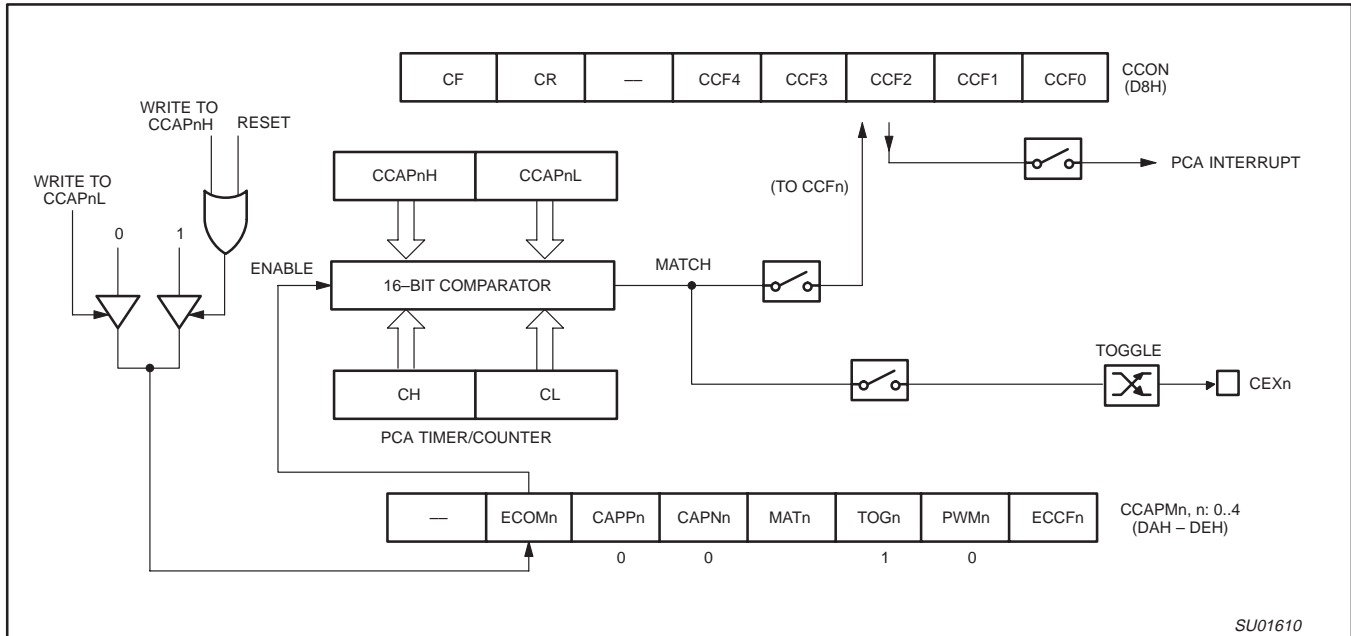 CF CR — CCF4 CCF3 CCF2 CCF1 CCF0
CCON
(D8H)
WRITE TO
CCAPnH
RESET
WRITE TO
CCAPnL
0
1
CCAPnH CCAPnL
(TO CCFn)
PCA INTERRUPT
ENABLE
16–BIT COMPARATOR
MATCH
CH CL
PCA TIMER/COUNTER
TOGGLE
CEXn
— ECOMn CAPPn CAPNn MATn TOGn PWMn ECCFn
CCAPMn, n: 0..4
(DAH – DEH)
0 0 1 0
SU01610